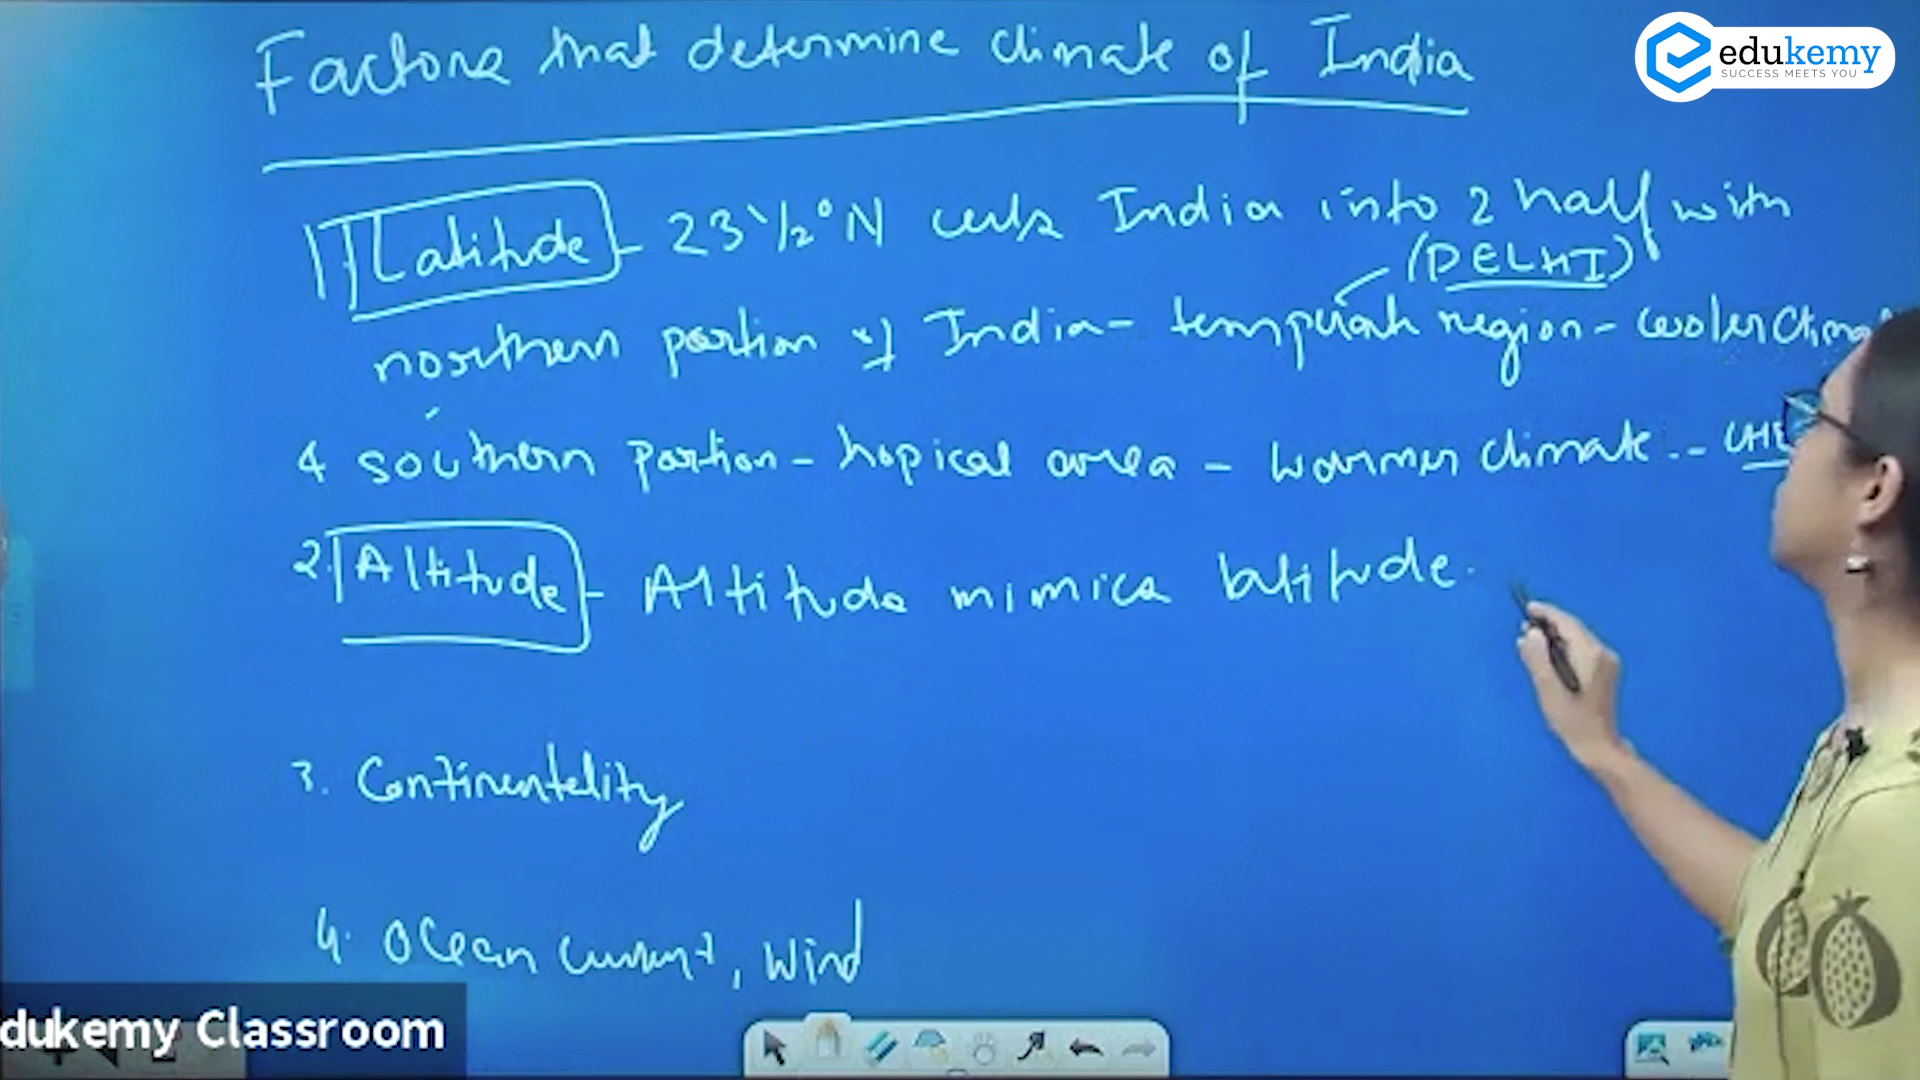 Factors that determine climate of India
edukemy
SUCCESS MEETS YOU
1] Latitude - 23 1/2° N cuts India into 2 half with
(DELHI)
northern portion of India - temperate region - cooler
& southern portion - tropical area - warmer climate -
2. Altitude - Altitude mimics latitude.
3. Continentality
4. Ocean current, Wind
dukemy Classroom